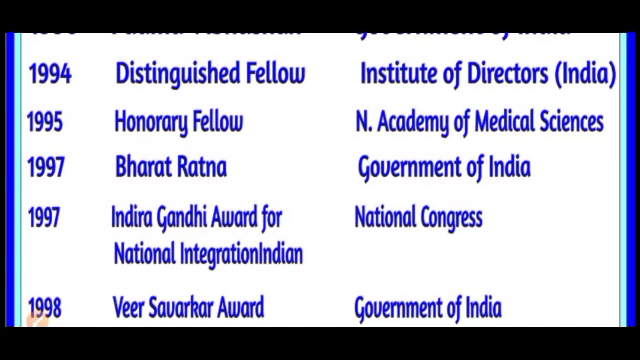 1994 Distinguished Fellow Institute of Directors (India)
1995 Honorary Fellow N. Academy of Medical Sciences
1997 Bharat Ratna Government of India
1997 Indira Gandhi Award for National Congress
National IntegrationIndian
1998 Veer Savarkar Award Government of India